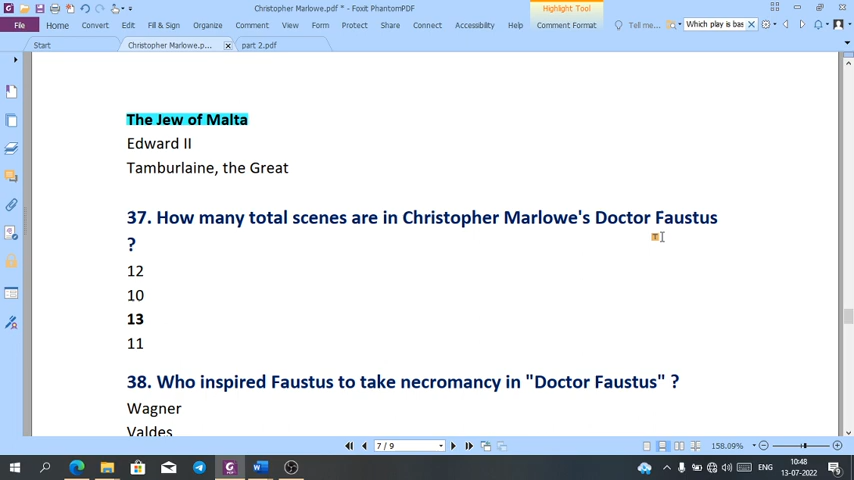 Christopher Marlowe.pdf * - Foxit PhantomPDF
Highlight Tool
File Home Convert Edit Fill & Sign Organize Comment View Form Protect Share Connect Accessibility Help Comment Format Tell me... Which play is bas
Start Christopher Marlowe.p... part 2.pdf
The Jew of Malta
Edward II
Tamburlaine, the Great
37. How many total scenes are in Christopher Marlowe's Doctor Faustus
?
12
10
13
11
38. Who inspired Faustus to take necromancy in "Doctor Faustus" ?
Wagner
Valdes
7 / 9 158.09%
ENG 10:48
13-07-2022